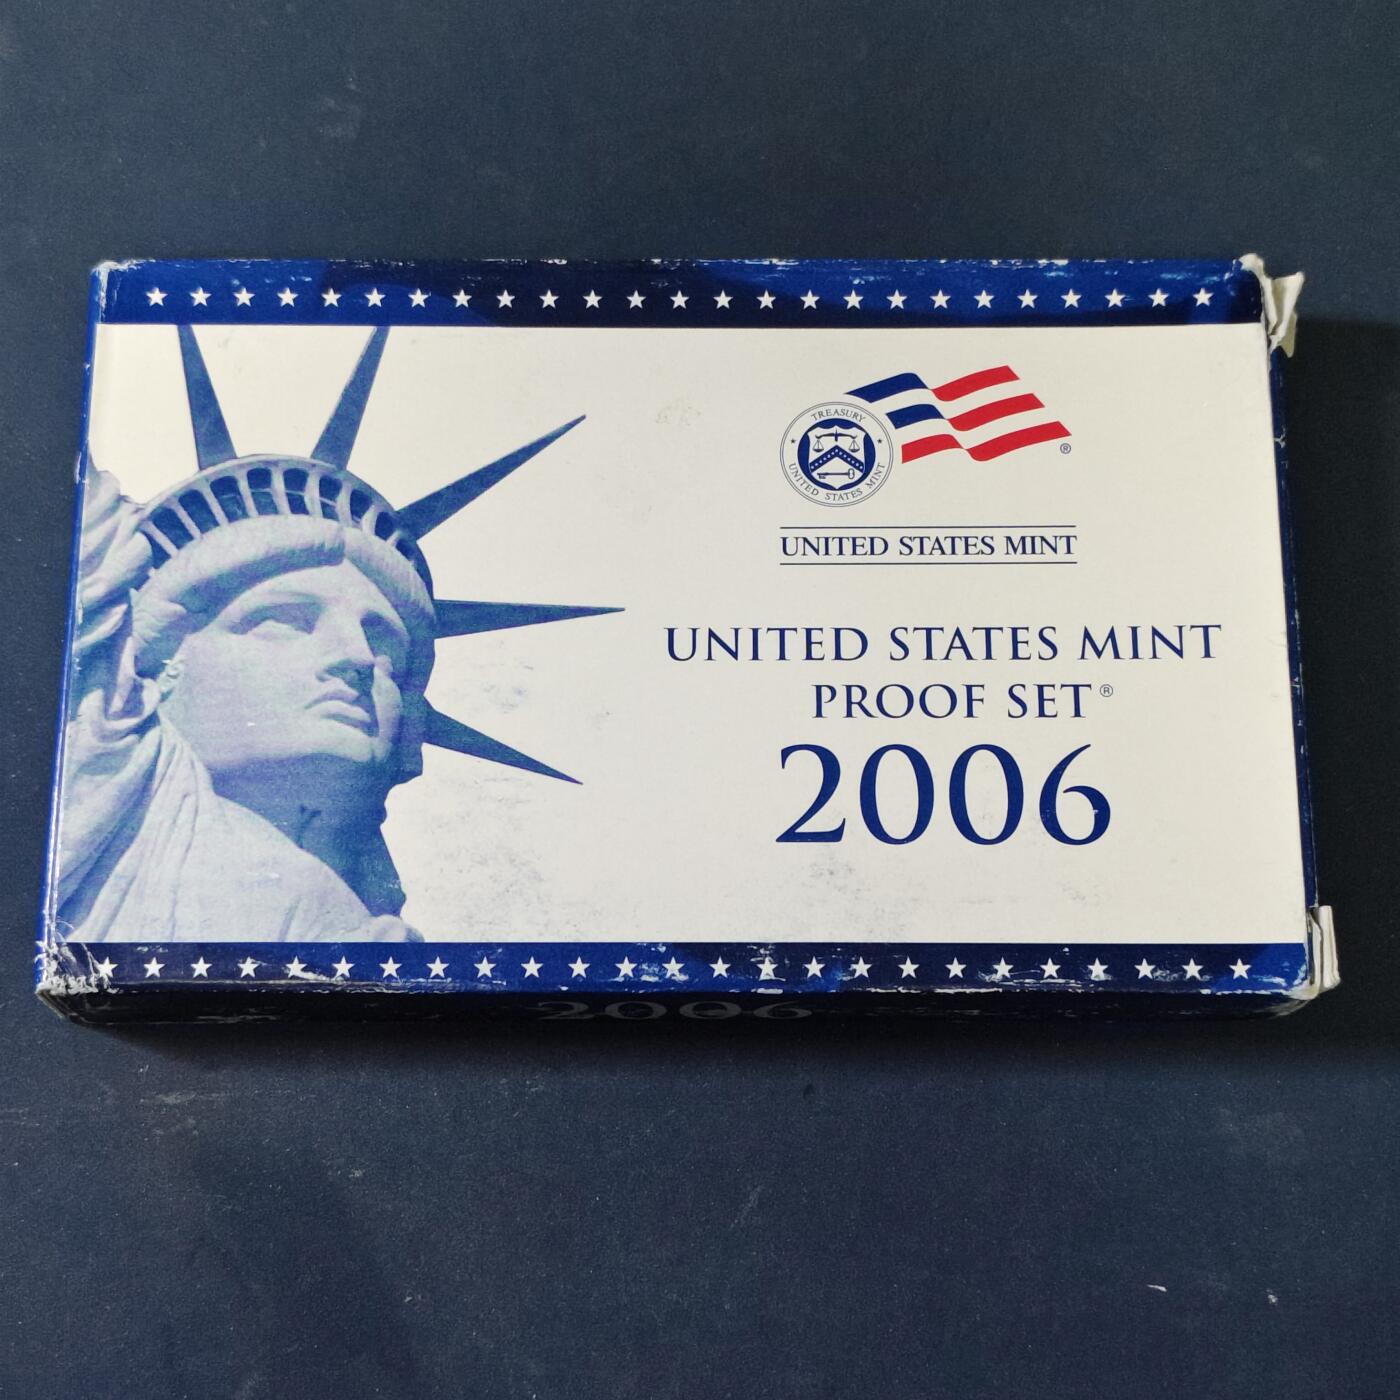 TREASURY
UNITED STATES MINT
®
UNITED STATES MINT
UNITED STATES MINT
PROOF SET®
2006
2006